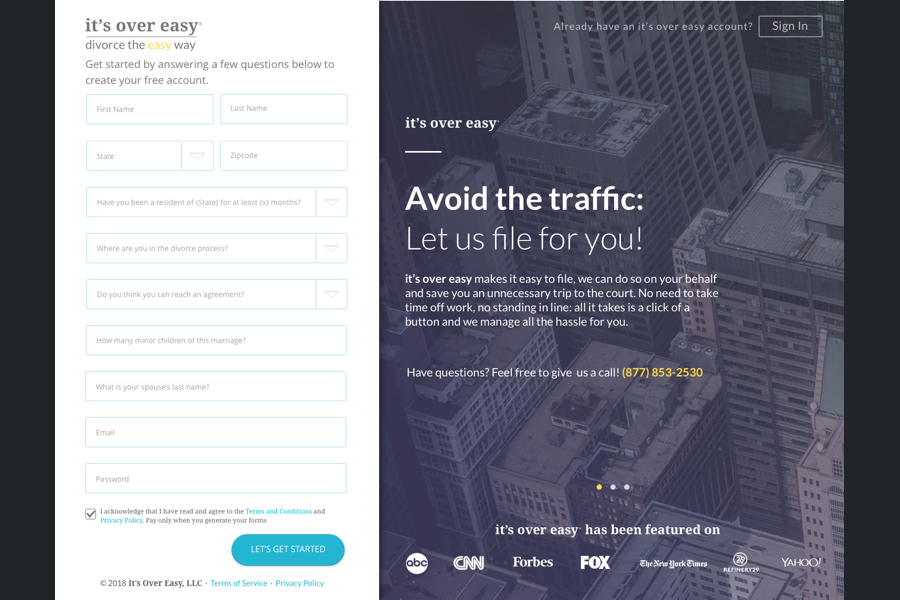 it's over easy®
divorce the easy way
Get started by answering a few questions below to
create your free account.
First Name
Last Name
State
Zipcode
Have you been a resident of (State) for at least (x) months?
Where are you in the divorce process?
Do you think you can reach an agreement?
How many minor children of this marriage?
What is your spouse's last name?
Email
Password
I acknowledge that I have read and agree to the Terms and Conditions and
Privacy Policy. Pay only when you generate your forms
LET'S GET STARTED
© 2018 It's Over Easy, LLC · Terms of Service · Privacy Policy
Already have an it's over easy account?
Sign In
it's over easy
Avoid the traffic:
Let us file for you!
it's over easy makes it easy to file, we can do so on your behalf
and save you an unnecessary trip to the court. No need to take
time off work, no standing in line: all it takes is a click of a
button and we manage all the hassle for you.
Have questions? Feel free to give us a call! (877) 853-2530
it's over easy has been featured on
abc
CNN
Forbes
FOX
The New York Times
REFINERY29
YAHOO!